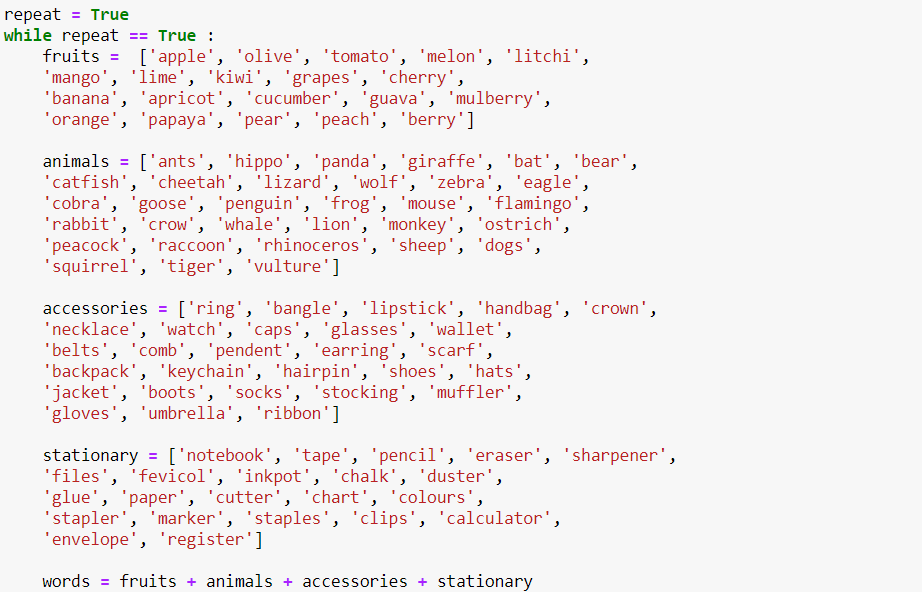 repeat = True
while repeat == True :
    fruits =  ['apple', 'olive', 'tomato', 'melon', 'litchi',
    'mango', 'lime', 'kiwi', 'grapes', 'cherry',
    'banana', 'apricot', 'cucumber', 'guava', 'mulberry',
    'orange', 'papaya', 'pear', 'peach', 'berry']

    animals = ['ants', 'hippo', 'panda', 'giraffe', 'bat', 'bear',
    'catfish', 'cheetah', 'lizard', 'wolf', 'zebra', 'eagle',
    'cobra', 'goose', 'penguin', 'frog', 'mouse', 'flamingo',
    'rabbit', 'crow', 'whale', 'lion', 'monkey', 'ostrich',
    'peacock', 'raccoon', 'rhinoceros', 'sheep', 'dogs',
    'squirrel', 'tiger', 'vulture']

    accessories = ['ring', 'bangle', 'lipstick', 'handbag', 'crown',
    'necklace', 'watch', 'caps', 'glasses', 'wallet',
    'belts', 'comb', 'pendent', 'earring', 'scarf',
    'backpack', 'keychain', 'hairpin', 'shoes', 'hats',
    'jacket', 'boots', 'socks', 'stocking', 'muffler',
    'gloves', 'umbrella', 'ribbon']

    stationary = ['notebook', 'tape', 'pencil', 'eraser', 'sharpener',
    'files', 'fevicol', 'inkpot', 'chalk', 'duster',
    'glue', 'paper', 'cutter', 'chart', 'colours',
    'stapler', 'marker', 'staples', 'clips', 'calculator',
    'envelope', 'register']

    words = fruits + animals + accessories + stationary